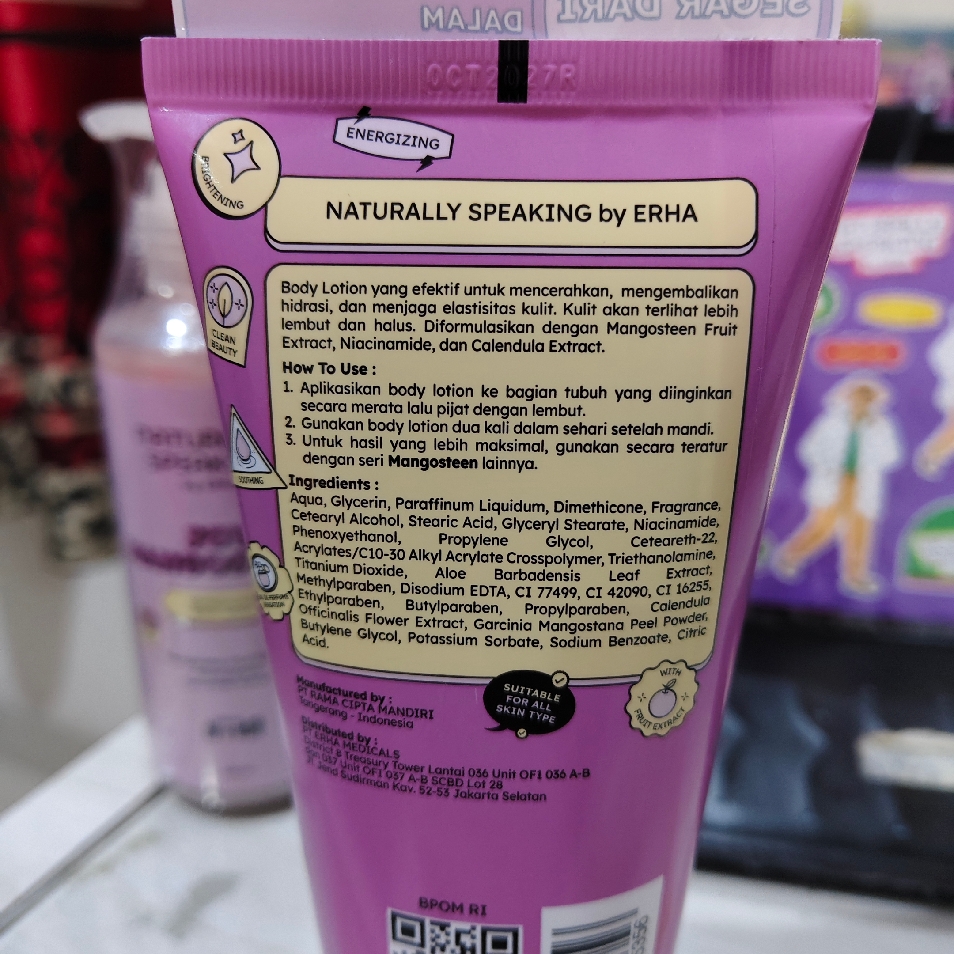 SEGAR DARI
DALAM
OCT2027R
ENERGIZING
BRIGHTENING
NATURALLY SPEAKING by ERHA
CLEAN
BEAUTY
Body Lotion yang efektif untuk mencerahkan, mengembalikan
hidrasi, dan menjaga elastisitas kulit. Kulit akan terlihat lebih
lembut dan halus. Diformulasikan dengan Mangosteen Fruit
Extract, Niacinamide, dan Calendula Extract.
How To Use :
1. Aplikasikan body lotion ke bagian tubuh yang diinginkan
secara merata lalu pijat dengan lembut.
2. Gunakan body lotion dua kali dalam sehari setelah mandi.
3. Untuk hasil yang lebih maksimal, gunakan secara teratur
dengan seri Mangosteen lainnya.
SOOTHING
Ingredients :
Aqua, Glycerin, Paraffinum Liquidum, Dimethicone, Fragrance,
Cetearyl Alcohol, Stearic Acid, Glyceryl Stearate, Niacinamide,
Phenoxyethanol, Propylene Glycol, Ceteareth-22,
Acrylates/C10-30 Alkyl Acrylate Crosspolymer, Triethanolamine,
Titanium Dioxide, Aloe Barbadensis Leaf Extract,
Methylparaben, Disodium EDTA, CI 77499, CI 42090, CI 16255,
Ethylparaben, Butylparaben, Propylparaben, Calendula
Officinalis Flower Extract, Garcinia Mangostana Peel Powder,
Butylene Glycol, Potassium Sorbate, Sodium Benzoate, Citric
Acid.
Manufactured by :
PT RAMA CIPTA MANDIRI
Tangerang - Indonesia
SUITABLE
FOR ALL
SKIN TYPE
WITH
FRUIT EXTRACT
Distributed by :
PT ERHA MEDICALS
District 8 Treasury Tower Lantai 036 Unit OF1 036 A-B
037 Unit OF1 037 A-B SCBD Lot 28
Jl Jend Sudirman Kav. 52-53 Jakarta Selatan
BPOM RI